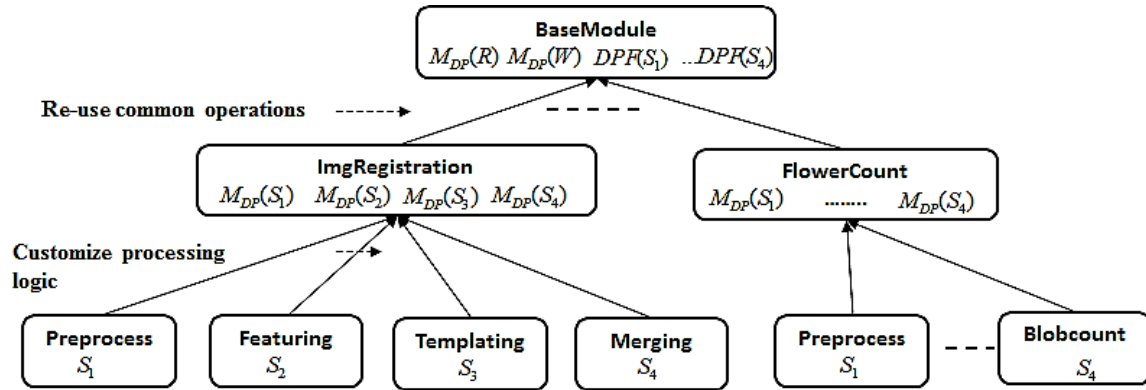 BaseModule
M_DP(R) M_DP(W) DPF(S_1) ...DPF(S_4)
Re-use common operations
ImgRegistration
M_DP(S_1) M_DP(S_2) M_DP(S_3) M_DP(S_4)
FlowerCount
M_DP(S_1) ........ M_DP(S_4)
Customize processing
logic
Preprocess
S_1
Featuring
S_2
Templating
S_3
Merging
S_4
Preprocess
S_1
Blobcount
S_4